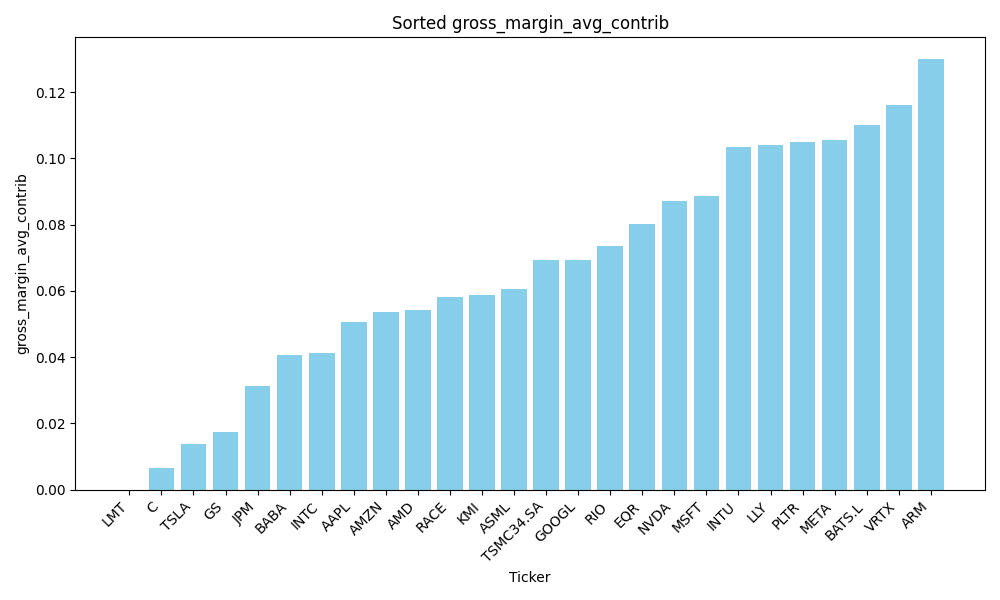 Sorted gross_margin_avg_contrib
gross_margin_avg_contrib
0.12
0.10
0.08
0.06
0.04
0.02
0.00
LMT
C
TSLA
GS
JPM
BABA
INTC
AAPL
AMZN
AMD
RACE
KMI
ASML
TSMC34.SA
GOOGL
RIO
EQR
NVDA
MSFT
INTU
LLY
PLTR
META
BATS.L
VRTX
ARM
Ticker